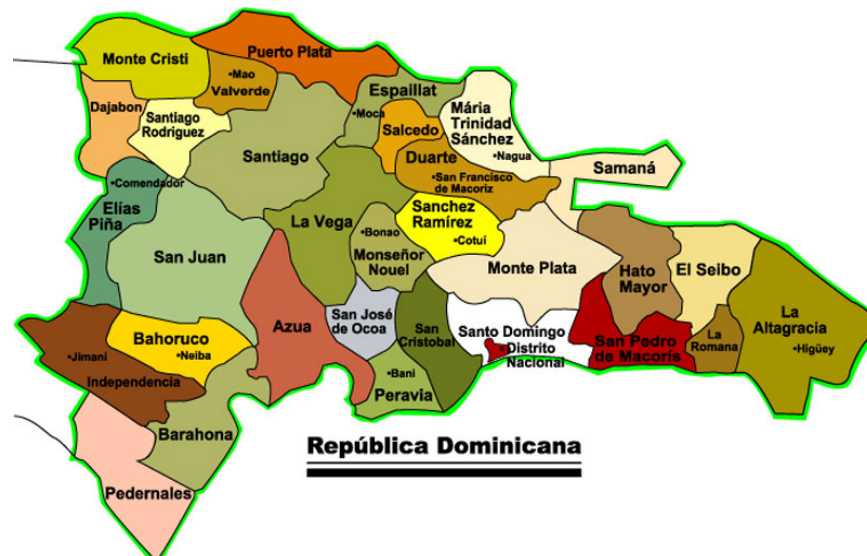 Monte Cristi
Puerto Plata
•Mao
Valverde
Espaillat
•Moca
Dajabon
Santiago
Rodriguez
Salcedo
Mária
Trinidad
Sánchez
•Nagua
Santiago
Duarte
•San Francisco
de Macoriz
Samaná
•Comendador
Elías
Piña
La Vega
Sanchez
Ramírez
•Cotuí
•Bonao
Monseñor
Nouel
San Juan
Monte Plata
Hato
Mayor
El Seibo
La
Altagracia
•Higüey
Azua
San José
de Ocoa
San
Cristobal
Santo Domingo
•Distrito
Nacional
San Pedro
de Macorís
La
Romana
Bahoruco
•Neiba
•Jimaní
Independencia
•Bani
Peravia
Barahona
Pedernales
República Dominicana